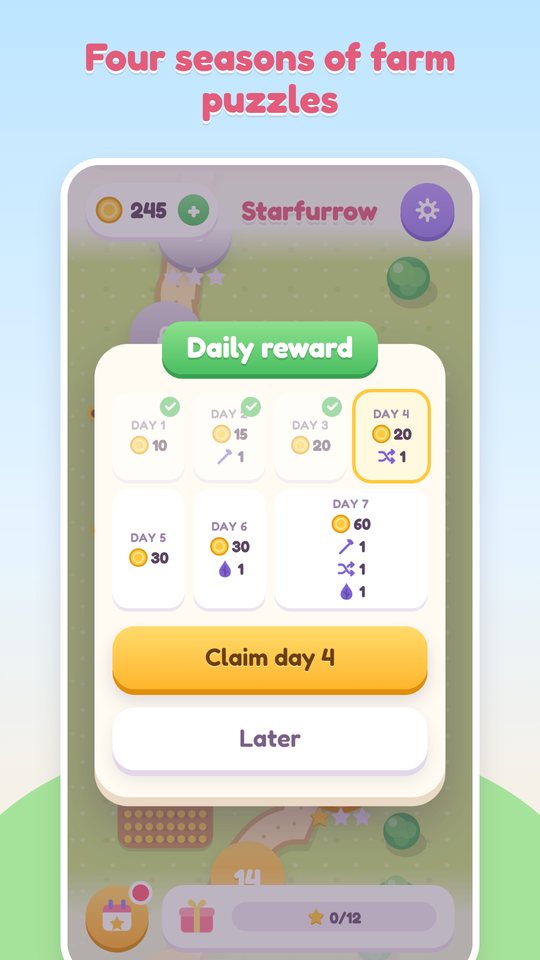 Four seasons of farm
puzzles
245
Starfurrow
Daily reward
DAY 1
10
DAY 2
15
1
DAY 3
20
DAY 4
20
1
DAY 5
30
DAY 6
30
1
DAY 7
60
1
1
1
Claim day 4
Later
14
0/12